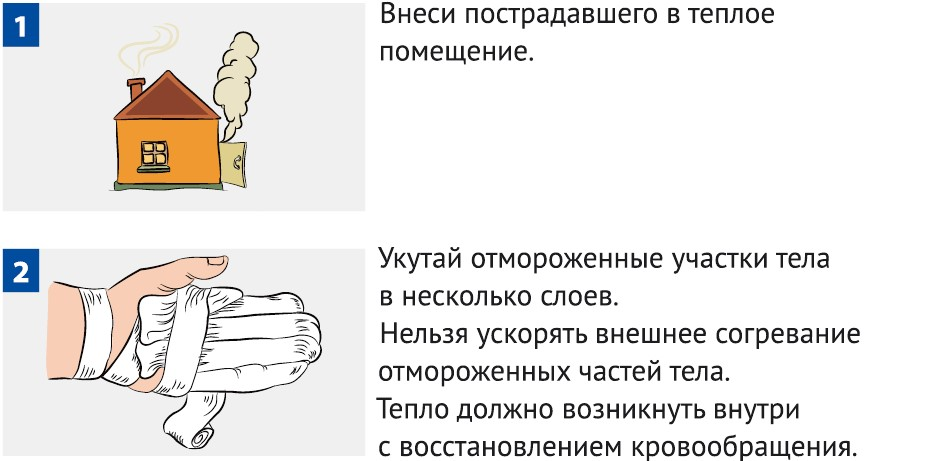 1
Внеси пострадавшего в теплое
помещение.
2
Укутай отмороженные участки тела
в несколько слоев.
Нельзя ускорять внешнее согревание
отмороженных частей тела.
Тепло должно возникнуть внутри
с восстановлением кровообращения.